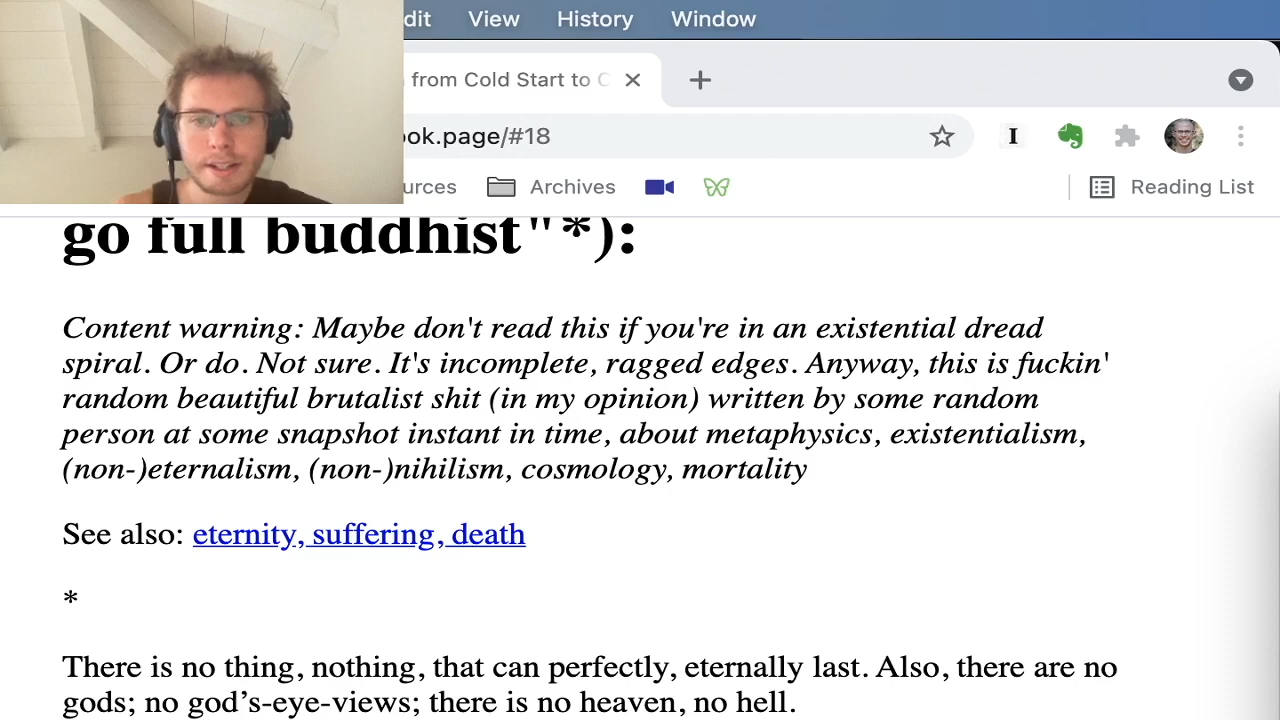 dit View History Window
from Cold Start to C
ok.page/#18
urces Archives Reading List
go full buddhist"*):
Content warning: Maybe don't read this if you're in an existential dread
spiral. Or do. Not sure. It's incomplete, ragged edges. Anyway, this is fuckin'
random beautiful brutalist shit (in my opinion) written by some random
person at some snapshot instant in time, about metaphysics, existentialism,
(non-)eternalism, (non-)nihilism, cosmology, mortality
See also: eternity, suffering, death
*
There is no thing, nothing, that can perfectly, eternally last. Also, there are no
gods; no god’s-eye-views; there is no heaven, no hell.